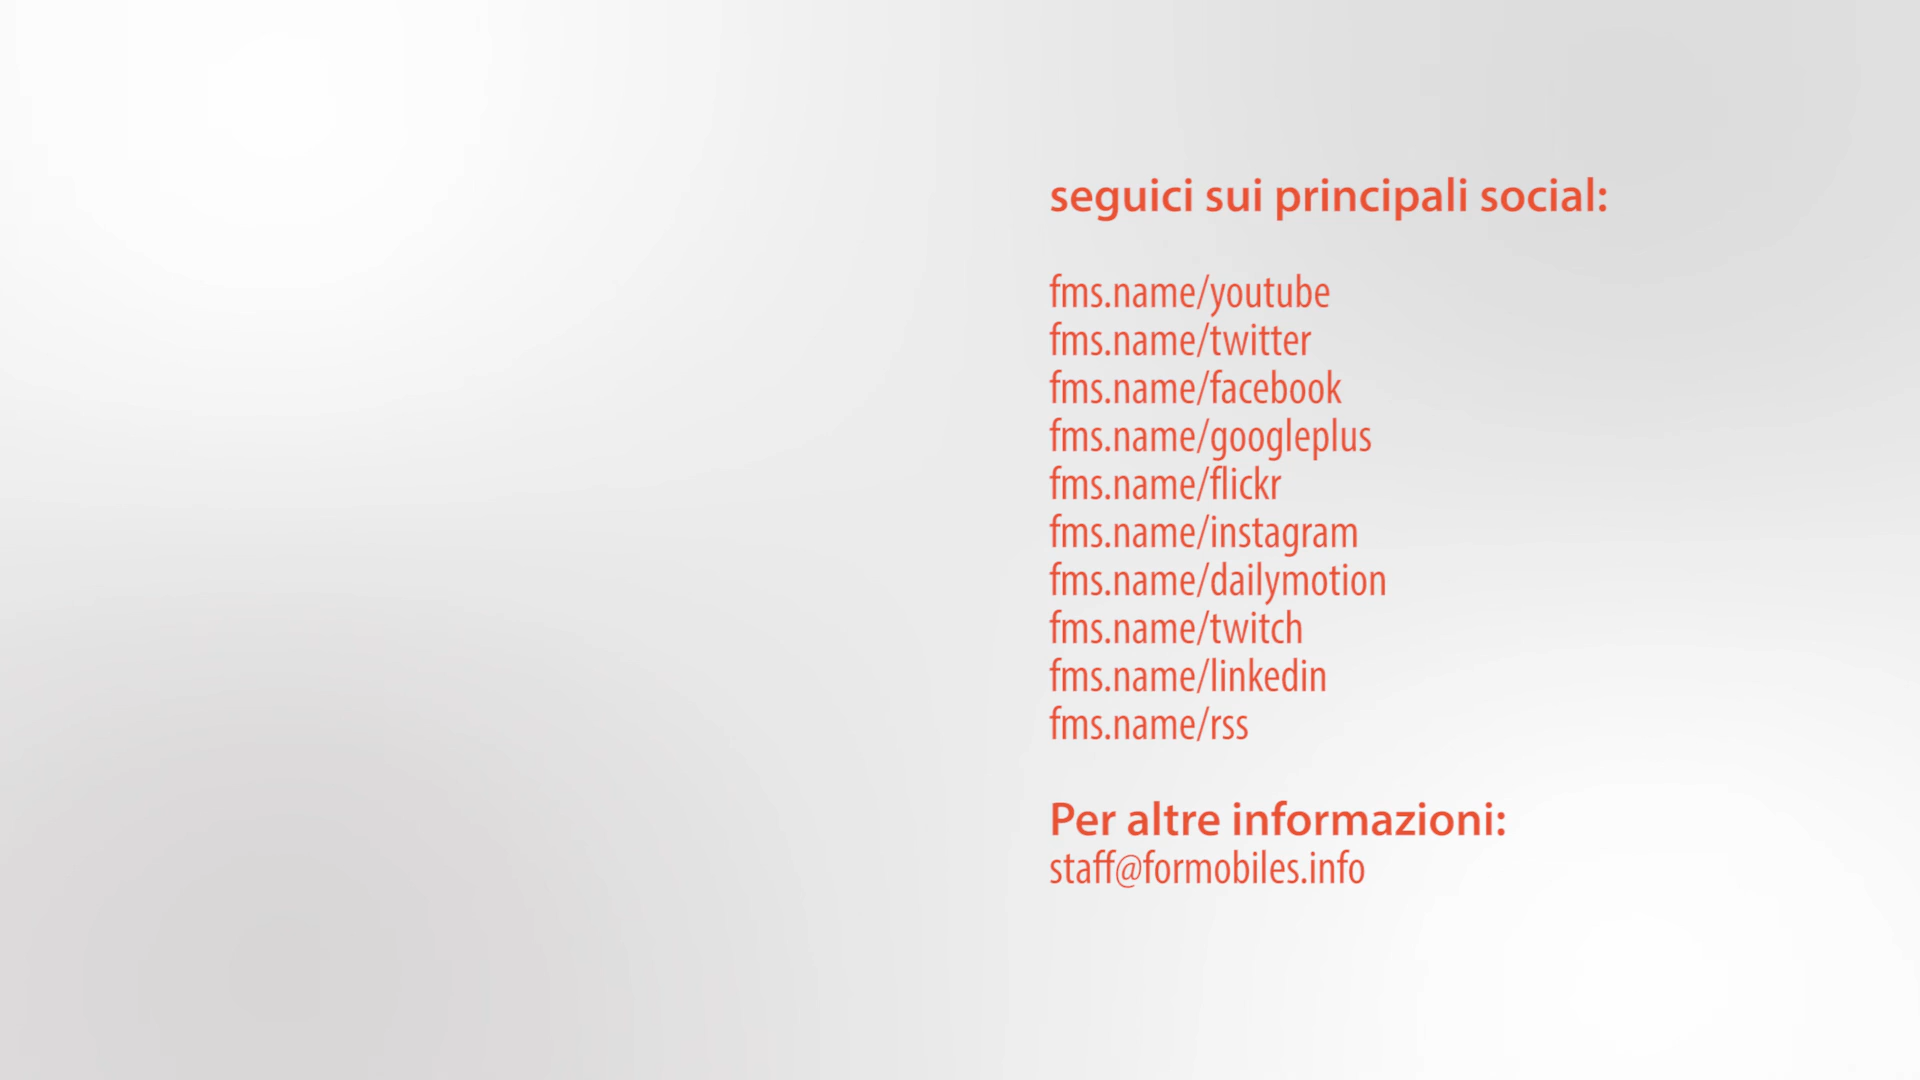 seguici sui principali social:
fms.name/youtube
fms.name/twitter
fms.name/facebook
fms.name/googleplus
fms.name/flickr
fms.name/instagram
fms.name/dailymotion
fms.name/twitch
fms.name/linkedin
fms.name/rss
Per altre informazioni:
staff@formobiles.info